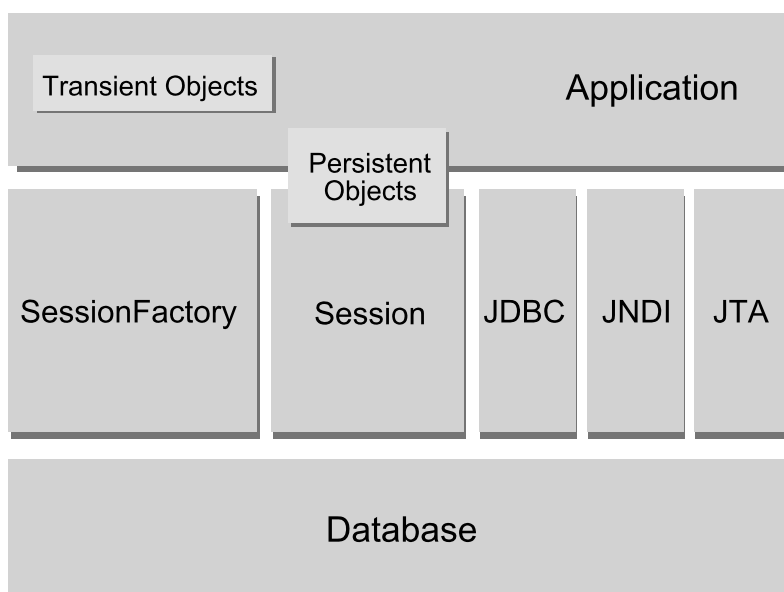 Transient Objects
Application
Persistent
Objects
SessionFactory
Session
JDBC
JNDI
JTA
Database